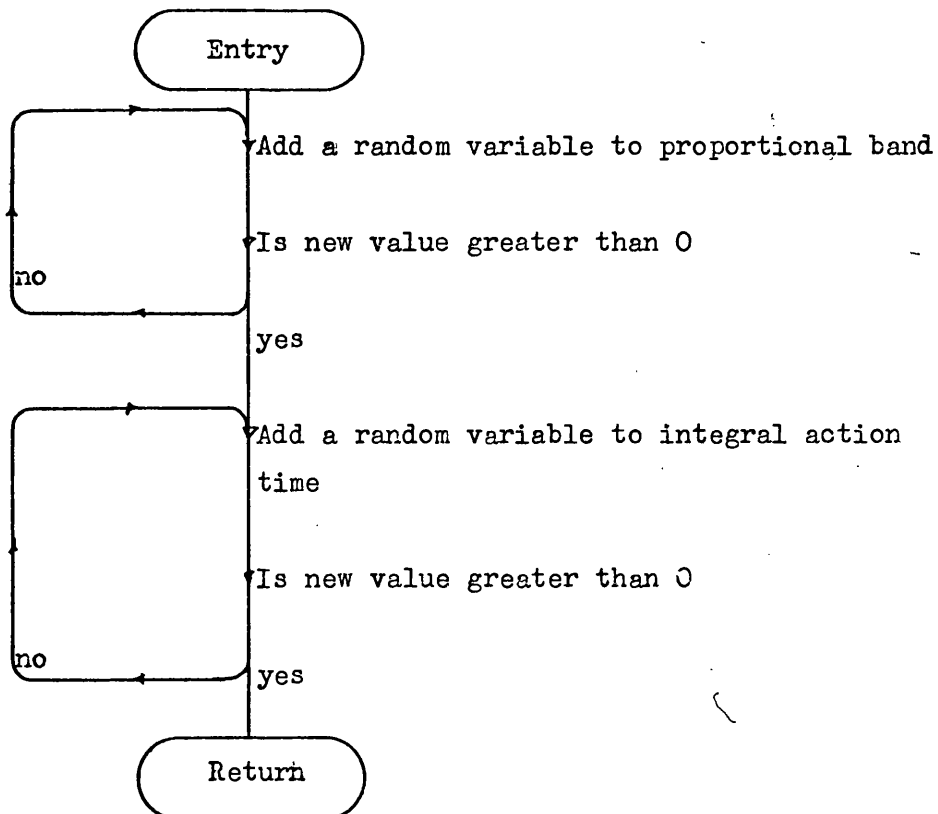 Entry
Add a random variable to proportional band
Is new value greater than 0
no
yes
Add a random variable to integral action
time
Is new value greater than 0
no
yes
Return